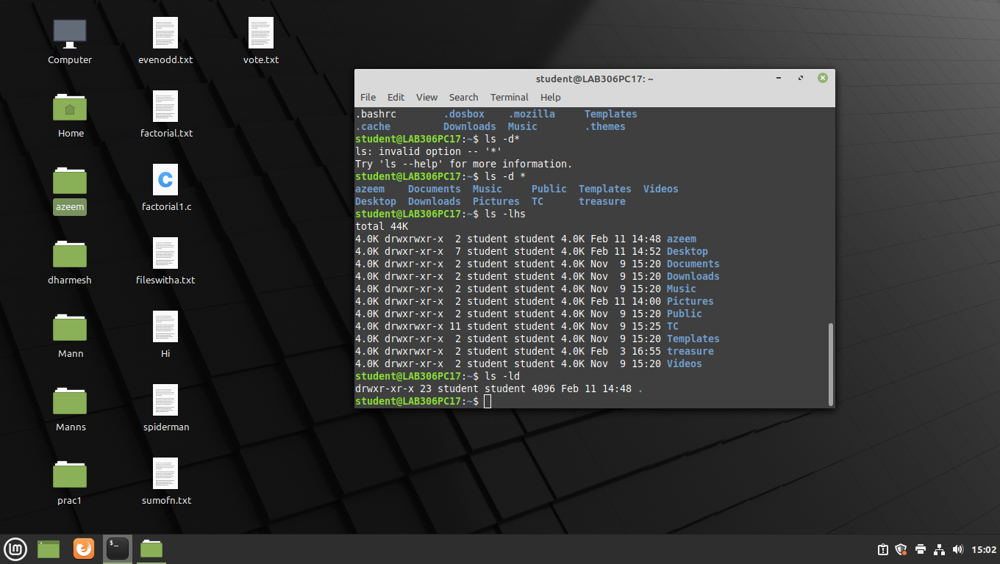 Computer
evenodd.txt
vote.txt
Home
factorial.txt
azeem
C
factorial1.c
dharmesh
fileswitha.txt
Mann
Hi
Manns
spiderman
prac1
sumofn.txt
student@LAB306PC17: ~
File Edit View Search Terminal Help
.bashrc .dosbox .mozilla Templates
.cache Downloads Music .themes
student@LAB306PC17:~$ ls -d*
ls: invalid option -- '*'
Try 'ls --help' for more information.
student@LAB306PC17:~$ ls -d *
azeem Documents Music Public Templates Videos
Desktop Downloads Pictures TC treasure
student@LAB306PC17:~$ ls -lhs
total 44K
4.0K drwxrwxr-x 2 student student 4.0K Feb 11 14:48 azeem
4.0K drwxr-xr-x 7 student student 4.0K Feb 11 14:52 Desktop
4.0K drwxr-xr-x 2 student student 4.0K Nov 9 15:20 Documents
4.0K drwxr-xr-x 2 student student 4.0K Nov 9 15:20 Downloads
4.0K drwxr-xr-x 2 student student 4.0K Nov 9 15:20 Music
4.0K drwxr-xr-x 2 student student 4.0K Feb 11 14:00 Pictures
4.0K drwxr-xr-x 2 student student 4.0K Nov 9 15:20 Public
4.0K drwxrwxr-x 11 student student 4.0K Nov 9 15:25 TC
4.0K drwxr-xr-x 2 student student 4.0K Nov 9 15:20 Templates
4.0K drwxrwxr-x 2 student student 4.0K Feb 3 16:55 treasure
4.0K drwxr-xr-x 2 student student 4.0K Nov 9 15:20 Videos
student@LAB306PC17:~$ ls -ld
drwxr-xr-x 23 student student 4096 Feb 11 14:48 .
student@LAB306PC17:~$
$_
15:02